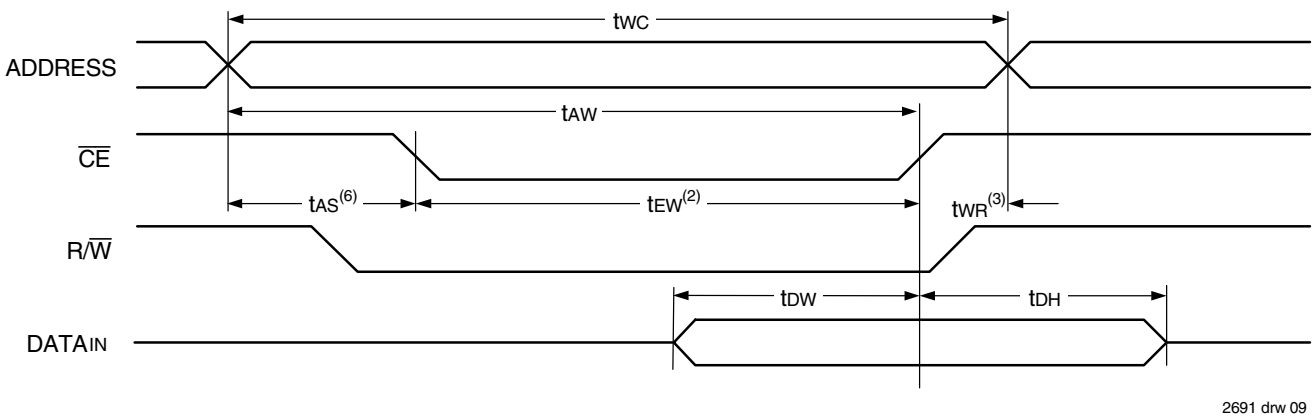 tWC
ADDRESS
tAW
CE
tAS(6) tEW(2) tWR(3)
R/W
tDW tDH
DATAIN
2691 drw 09